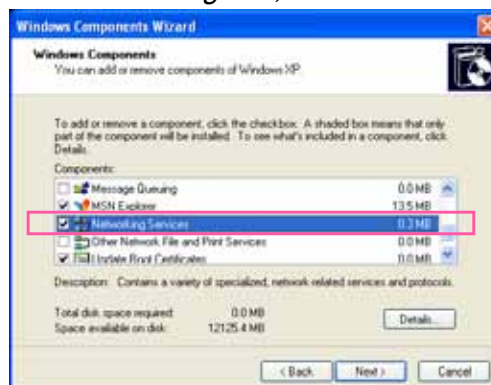 Windows Components Wizard
Windows Components
You can add or remove components of Windows XP.
To add or remove a component, click the checkbox. A shaded box means that only
part of the component will be installed. To see what's included in a component, click
Details.
Components:
Message Queuing 0.0 MB
MSN Explorer 13.5 MB
Networking Services 0.3 MB
Other Network File and Print Services 0.0 MB
Update Root Certificates 0.0 MB
Description: Contains a variety of specialized, network-related services and protocols.
Total disk space required: 0.0 MB
Space available on disk: 12125.4 MB
Details...
< Back Next > Cancel